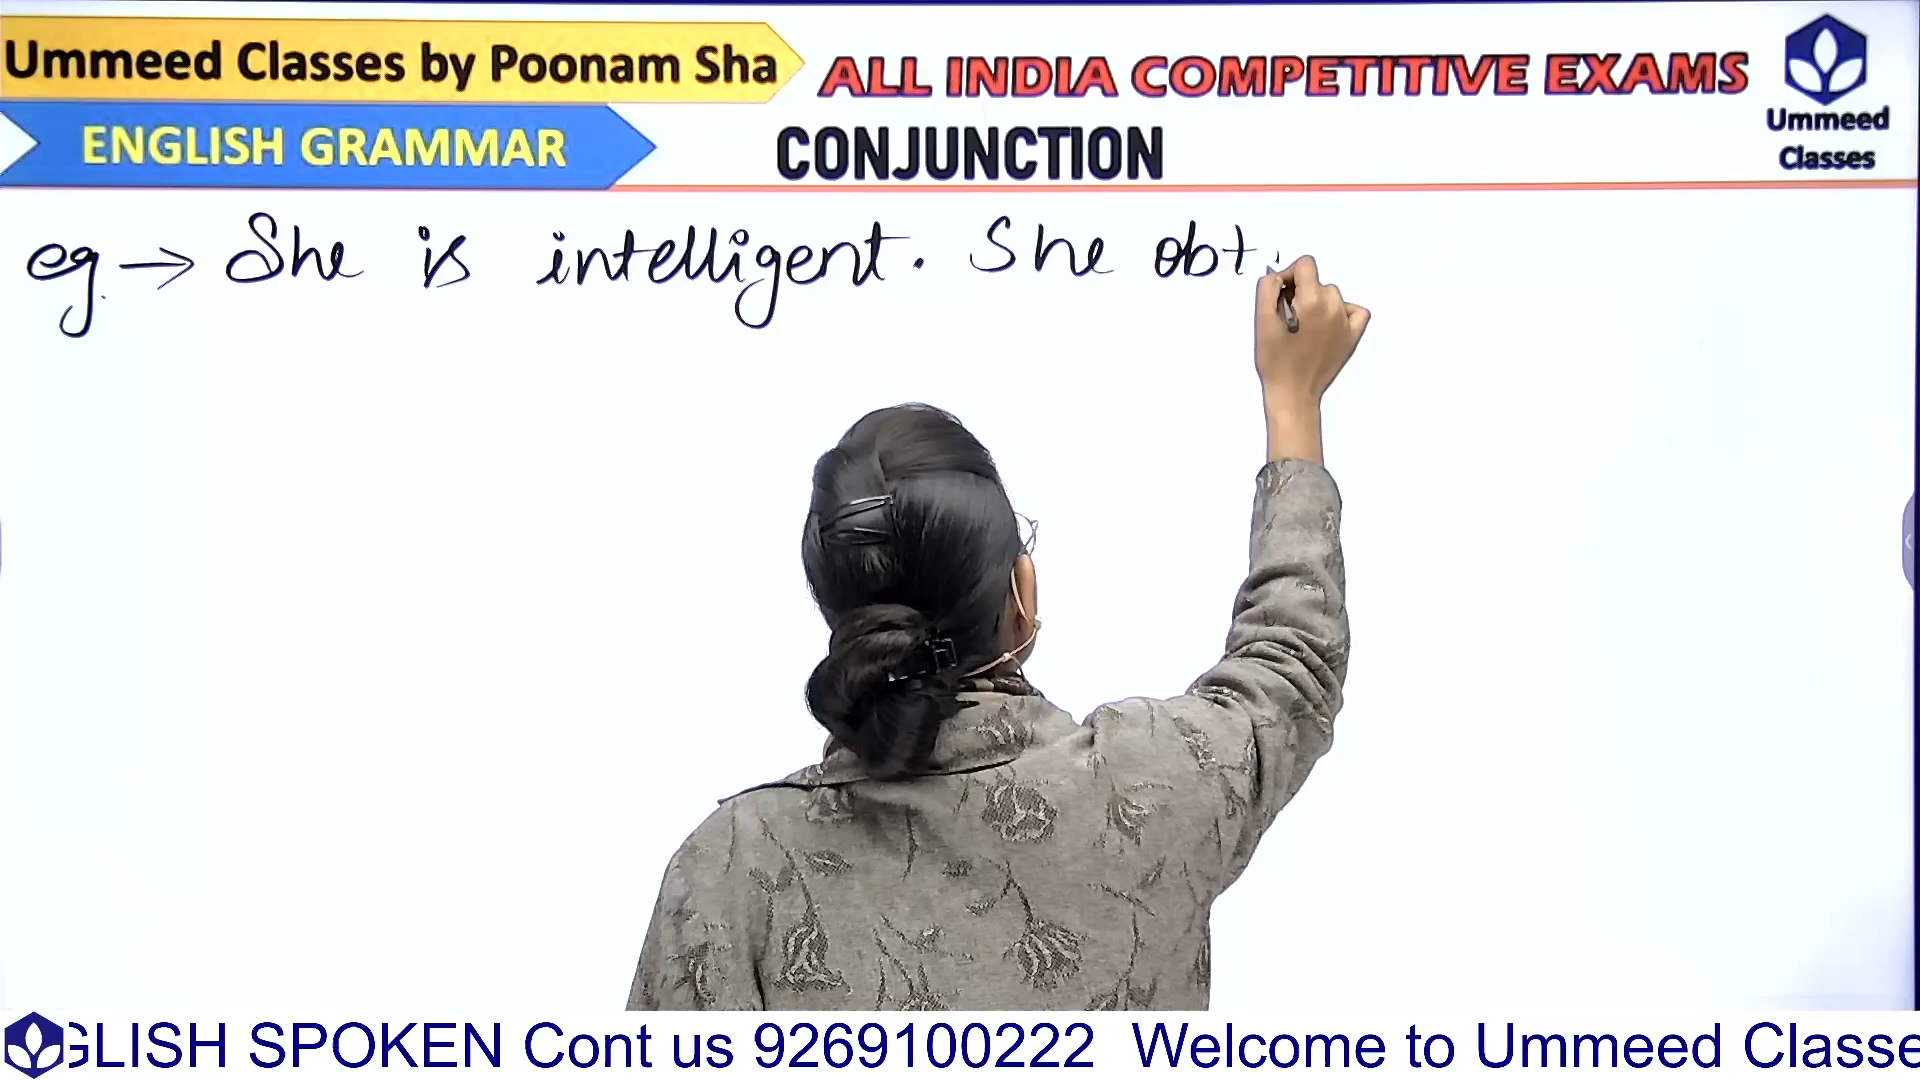 Ummeed Classes by Poonam Sha
ALL INDIA COMPETITIVE EXAMS
Ummeed
Classes
ENGLISH GRAMMAR
CONJUNCTION
eg. → She is intelligent. She obt
GLISH SPOKEN Cont us 9269100222 Welcome to Ummeed Classe